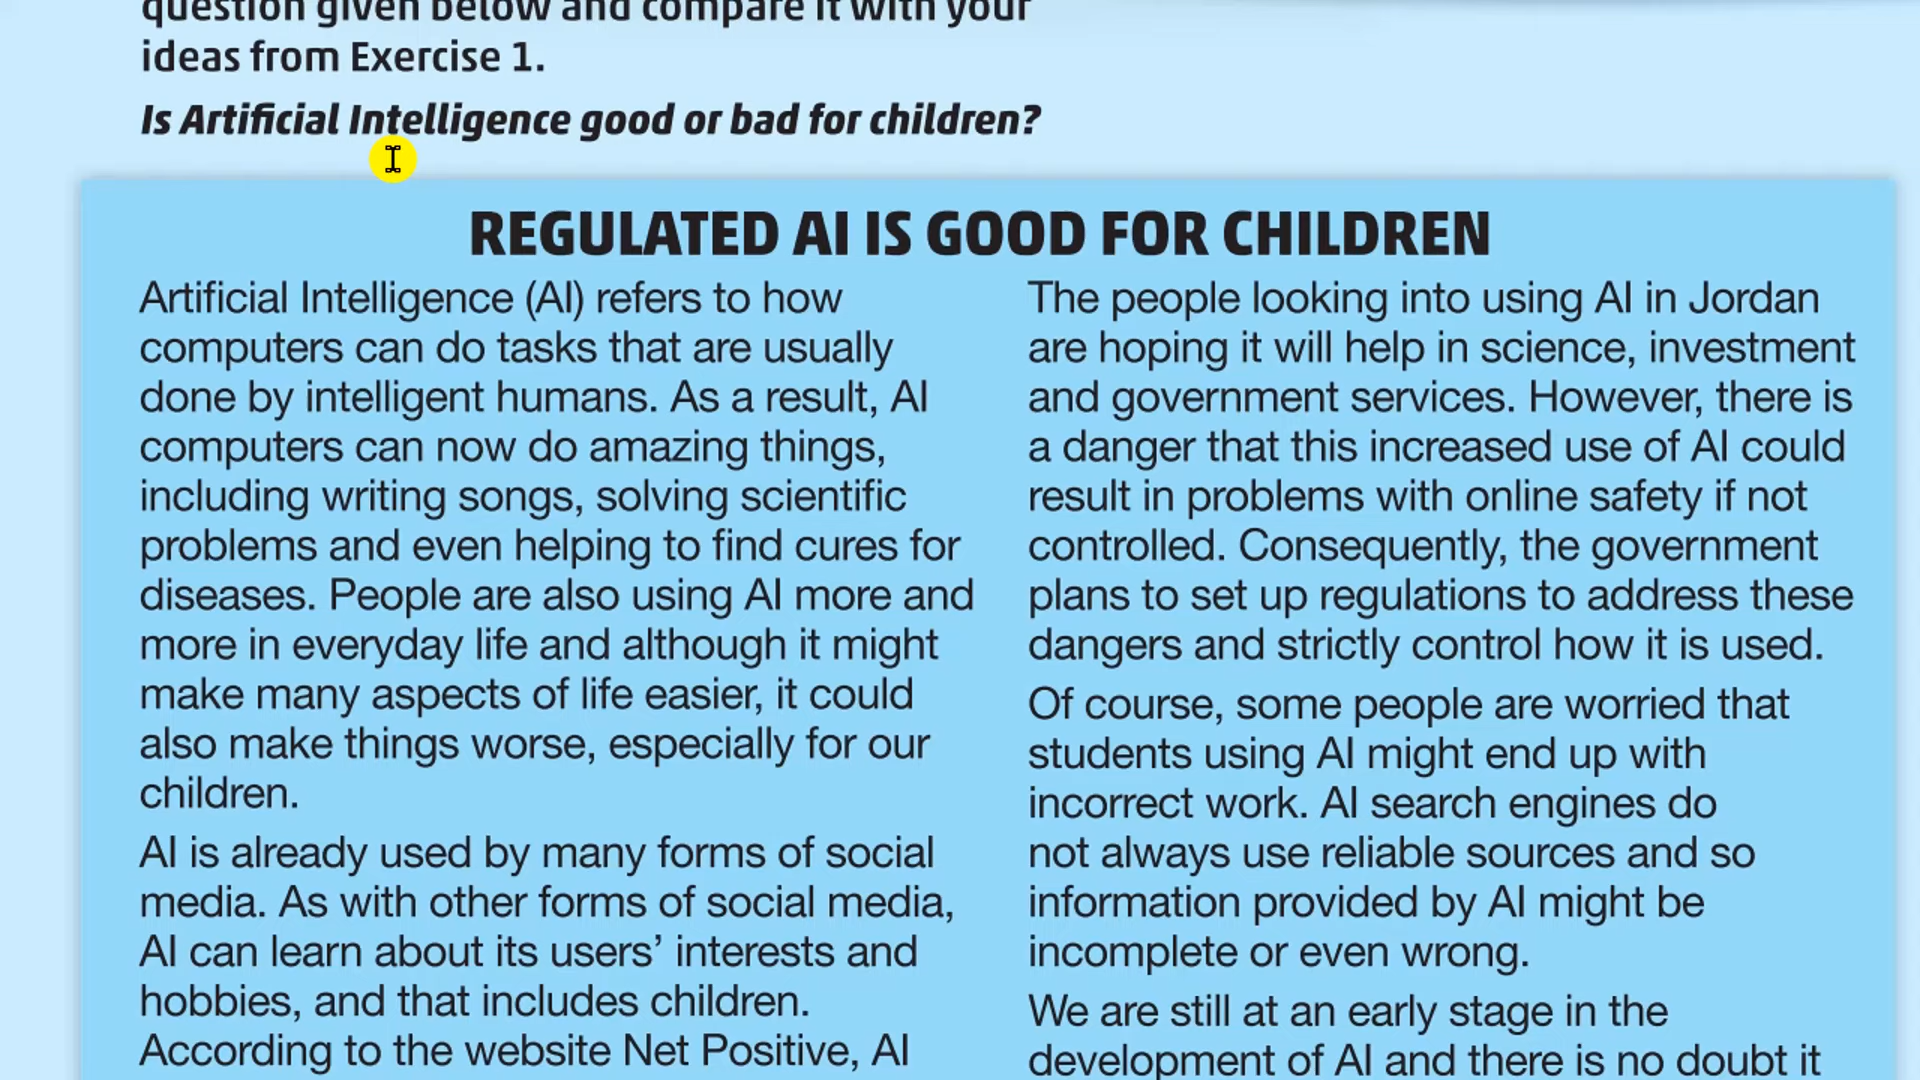 question given below and compare it with your
ideas from Exercise 1.
Is Artificial Intelligence good or bad for children?
REGULATED AI IS GOOD FOR CHILDREN
Artificial Intelligence (AI) refers to how
computers can do tasks that are usually
done by intelligent humans. As a result, AI
computers can now do amazing things,
including writing songs, solving scientific
problems and even helping to find cures for
diseases. People are also using AI more and
more in everyday life and although it might
make many aspects of life easier, it could
also make things worse, especially for our
children.
AI is already used by many forms of social
media. As with other forms of social media,
AI can learn about its users’ interests and
hobbies, and that includes children.
According to the website Net Positive, AI
The people looking into using AI in Jordan
are hoping it will help in science, investment
and government services. However, there is
a danger that this increased use of AI could
result in problems with online safety if not
controlled. Consequently, the government
plans to set up regulations to address these
dangers and strictly control how it is used.
Of course, some people are worried that
students using AI might end up with
incorrect work. AI search engines do
not always use reliable sources and so
information provided by AI might be
incomplete or even wrong.
We are still at an early stage in the
development of AI and there is no doubt it